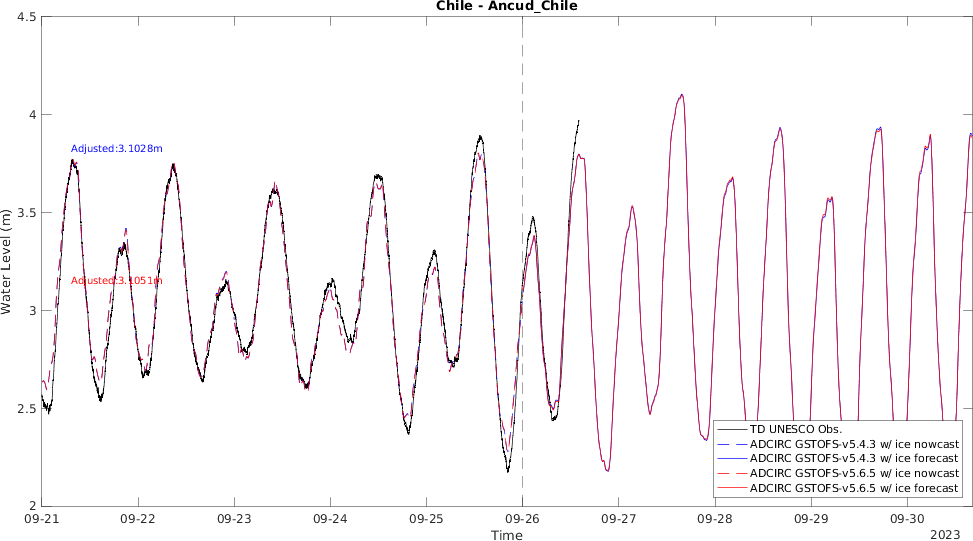 Chile - Ancud_Chile
4.5
4
3.5
3
2.5
2
Water Level (m)
Adjusted:3.1028m
Adjusted:3.1051m
TD UNESCO Obs.
ADCIRC GSTOFS-v5.4.3 w/ ice nowcast
ADCIRC GSTOFS-v5.4.3 w/ ice forecast
ADCIRC GSTOFS-v5.6.5 w/ ice nowcast
ADCIRC GSTOFS-v5.6.5 w/ ice forecast
09-21 09-22 09-23 09-24 09-25 09-26 09-27 09-28 09-29 09-30
Time
2023